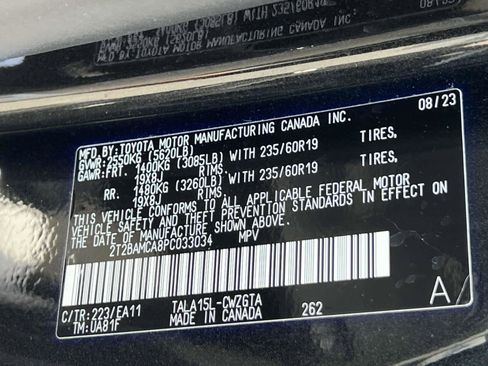 08/23
MFD. BY: TOYOTA MOTOR MANUFACTURING CANADA INC.
GVWR: 2550KG (5620LB)
GAWR: FRT. 1400KG (3085LB) WITH 235/60R19 TIRES,
19X8J RIMS
RR. 1480KG (3260LB) WITH 235/60R19 TIRES,
19X8J RIMS
THIS VEHICLE CONFORMS TO ALL APPLICABLE FEDERAL MOTOR
VEHICLE SAFETY AND THEFT PREVENTION STANDARDS IN EFFECT ON
THE DATE OF MANUFACTURE SHOWN ABOVE.
2T2BAMCA8PC033034 MPV
C/TR: 223/EA11 TALA15L-CWZGTA
TM: UA81F MADE IN CANADA 262 A